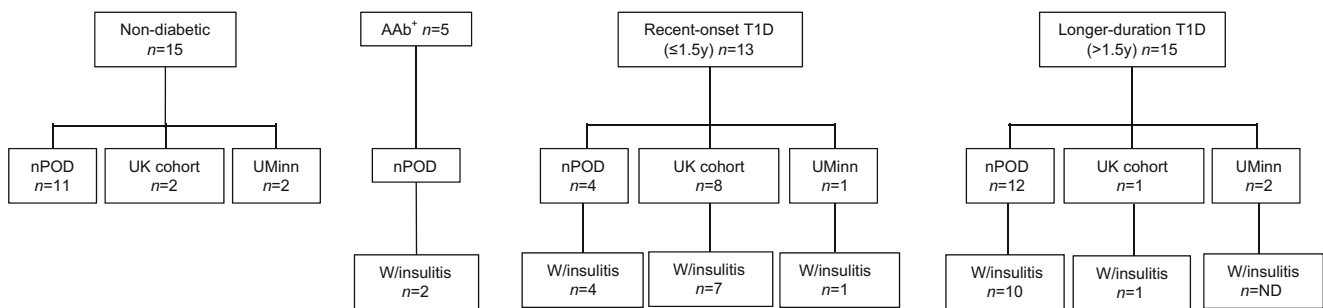 Non-diabetic
n=15
AAb⁺ n=5
Recent-onset T1D
(≤1.5y) n=13
Longer-duration T1D
(>1.5y) n=15
nPOD
n=11
UK cohort
n=2
UMinn
n=2
nPOD
nPOD
n=4
UK cohort
n=8
UMinn
n=1
nPOD
n=12
UK cohort
n=1
UMinn
n=2
W/insulitis
n=2
W/insulitis
n=4
W/insulitis
n=7
W/insulitis
n=1
W/insulitis
n=10
W/insulitis
n=1
W/insulitis
n=ND